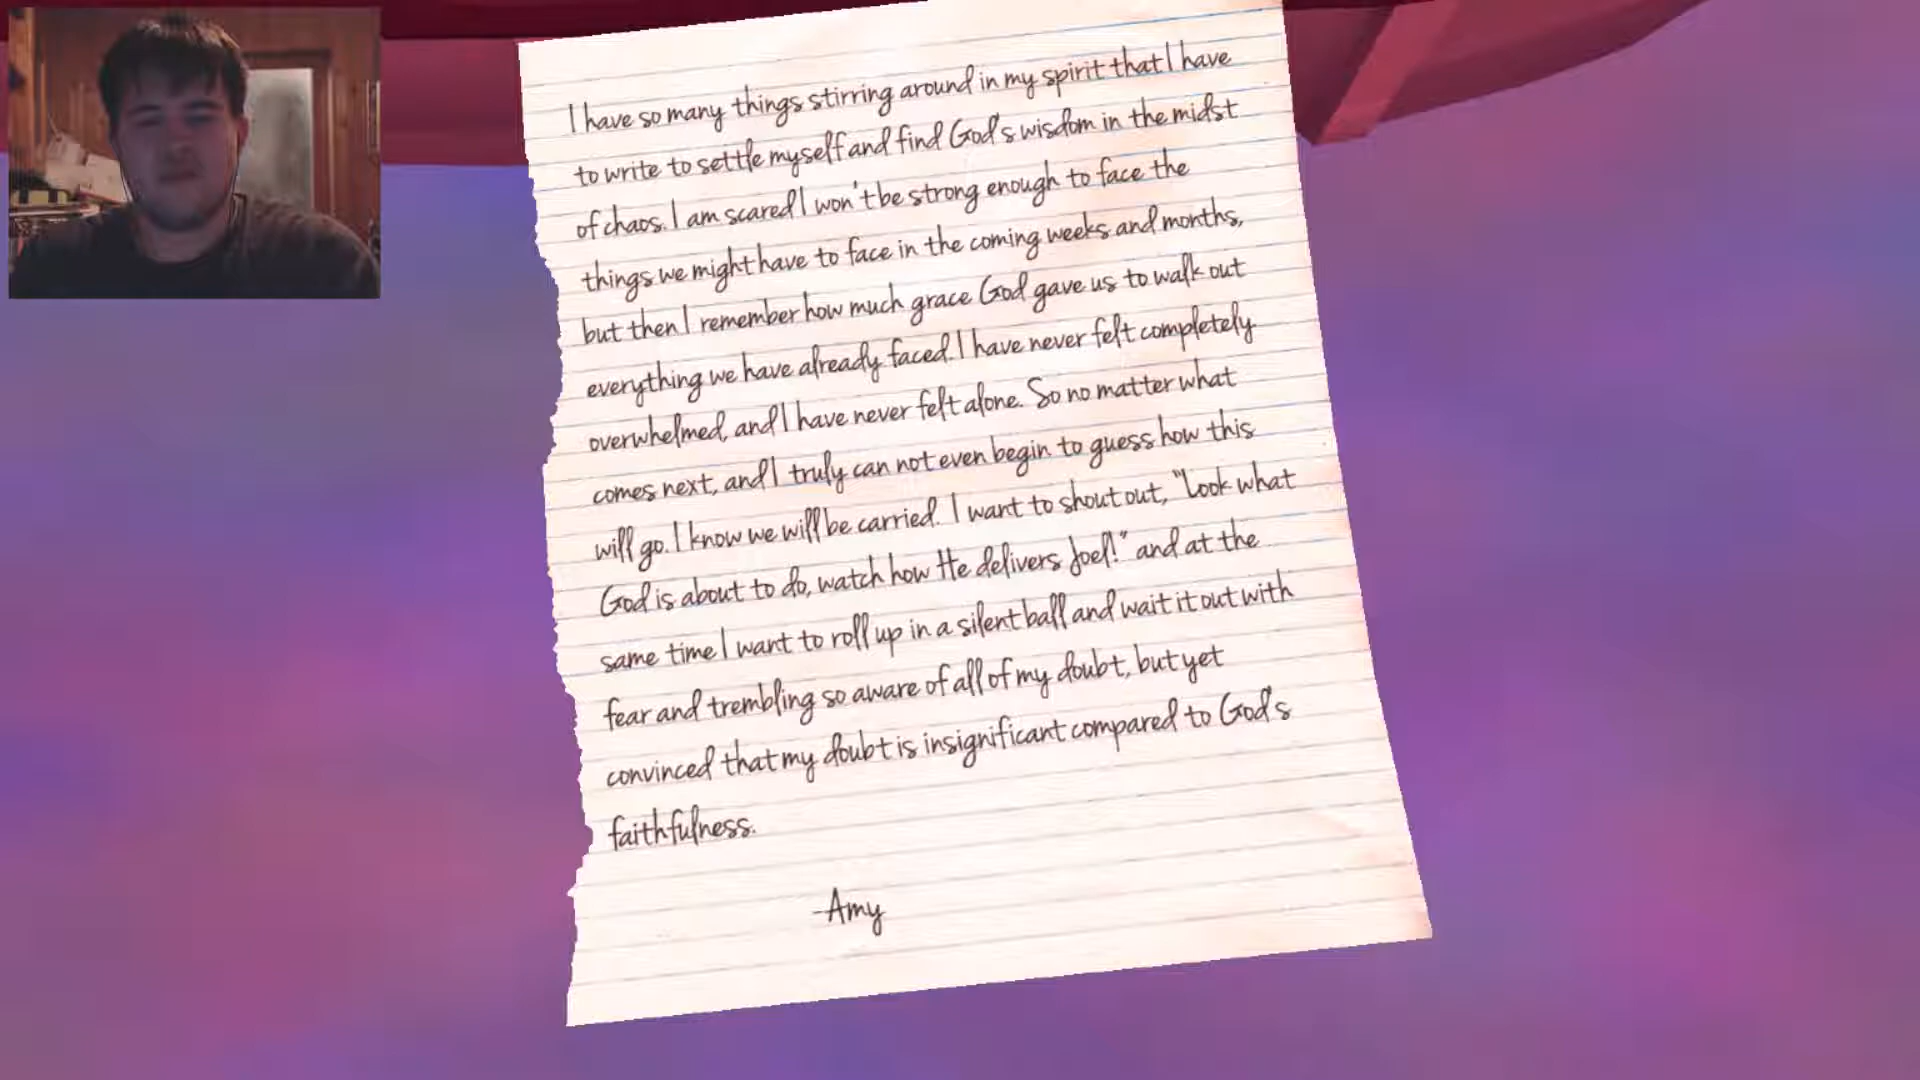 I have so many things stirring around in my spirit that I have
to write to settle myself and find God's wisdom in the midst
of chaos. I am scared I won't be strong enough to face the
things we might have to face in the coming weeks and months,
but then I remember how much grace God gave us to walk out
everything we have already faced. I have never felt completely
overwhelmed, and I have never felt alone. So no matter what
comes next, and I truly can not even begin to guess how this
will go. I know we will be carried. I want to shout out, "Look what
God is about to do, watch how He delivers Joel!" and at the
same time I want to roll up in a silent ball and wait it out with
fear and trembling so aware of all of my doubt, but yet
convinced that my doubt is insignificant compared to God's
faithfulness.
-Amy